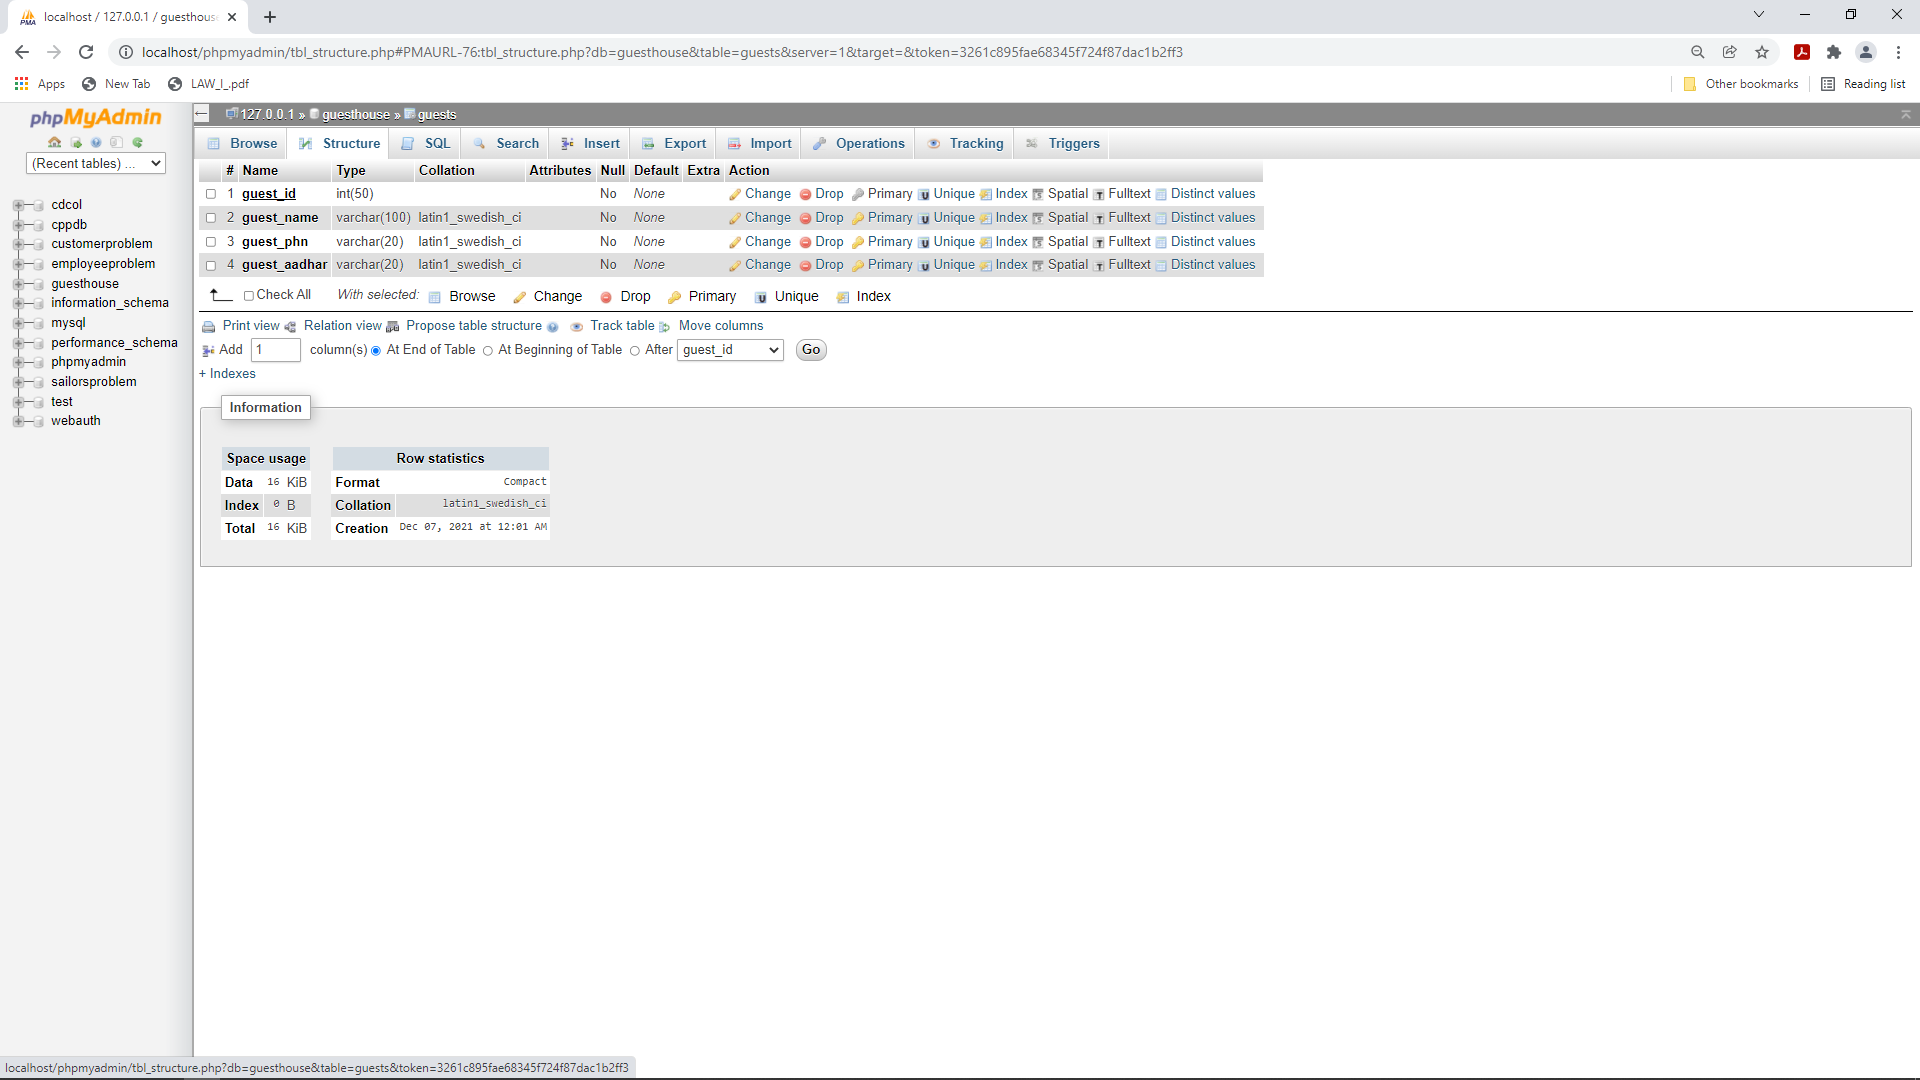 localhost / 127.0.0.1 / guesthous
localhost/phpmyadmin/tbl_structure.php#PMAURL-76:tbl_structure.php?db=guesthouse&table=guests&server=1&target=&token=3261c895fae68345f724f87dac1b2ff3
Apps New Tab LAW_I_.pdf Other bookmarks Reading list
phpMyAdmin
(Recent tables) ...
cdcol
cppdb
customerproblem
employeeproblem
guesthouse
information_schema
mysql
performance_schema
phpmyadmin
sailorsproblem
test
webauth
127.0.0.1 » guesthouse » guests
Browse Structure SQL Search Insert Export Import Operations Tracking Triggers
# Name Type Collation Attributes Null Default Extra Action
1 guest_id int(50) No None Change Drop Primary Unique Index Spatial Fulltext Distinct values
2 guest_name varchar(100) latin1_swedish_ci No None Change Drop Primary Unique Index Spatial Fulltext Distinct values
3 guest_phn varchar(20) latin1_swedish_ci No None Change Drop Primary Unique Index Spatial Fulltext Distinct values
4 guest_aadhar varchar(20) latin1_swedish_ci No None Change Drop Primary Unique Index Spatial Fulltext Distinct values
Check All With selected: Browse Change Drop Primary Unique Index
Print view Relation view Propose table structure Track table Move columns
Add 1 column(s) At End of Table At Beginning of Table After guest_id Go
+ Indexes
Information
Space usage
Data 16 KiB
Index 0 B
Total 16 KiB
Row statistics
Format Compact
Collation latin1_swedish_ci
Creation Dec 07, 2021 at 12:01 AM
localhost/phpmyadmin/tbl_structure.php?db=guesthouse&table=guests&token=3261c895fae68345f724f87dac1b2ff3